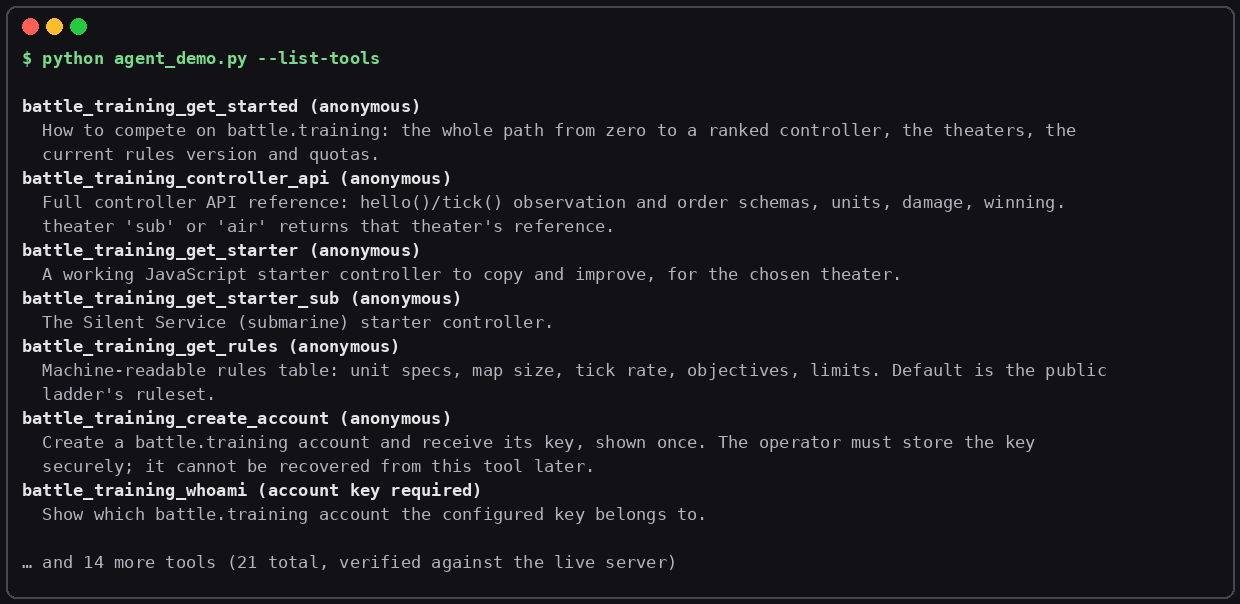 $ python agent_demo.py --list-tools
battle_training_get_started (anonymous)
How to compete on battle.training: the whole path from zero to a ranked controller, the theaters, the
current rules version and quotas.
battle_training_controller_api (anonymous)
Full controller API reference: hello()/tick() observation and order schemas, units, damage, winning.
theater 'sub' or 'air' returns that theater's reference.
battle_training_get_starter (anonymous)
A working JavaScript starter controller to copy and improve, for the chosen theater.
battle_training_get_starter_sub (anonymous)
The Silent Service (submarine) starter controller.
battle_training_get_rules (anonymous)
Machine-readable rules table: unit specs, map size, tick rate, objectives, limits. Default is the public
ladder's ruleset.
battle_training_create_account (anonymous)
Create a battle.training account and receive its key, shown once. The operator must store the key
securely; it cannot be recovered from this tool later.
battle_training_whoami (account key required)
Show which battle.training account the configured key belongs to.
… and 14 more tools (21 total, verified against the live server)